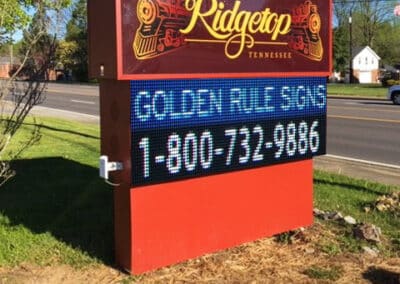 Ridgetop
TENNESSEE
GOLDEN RULE SIGNS
1-800-732-9886